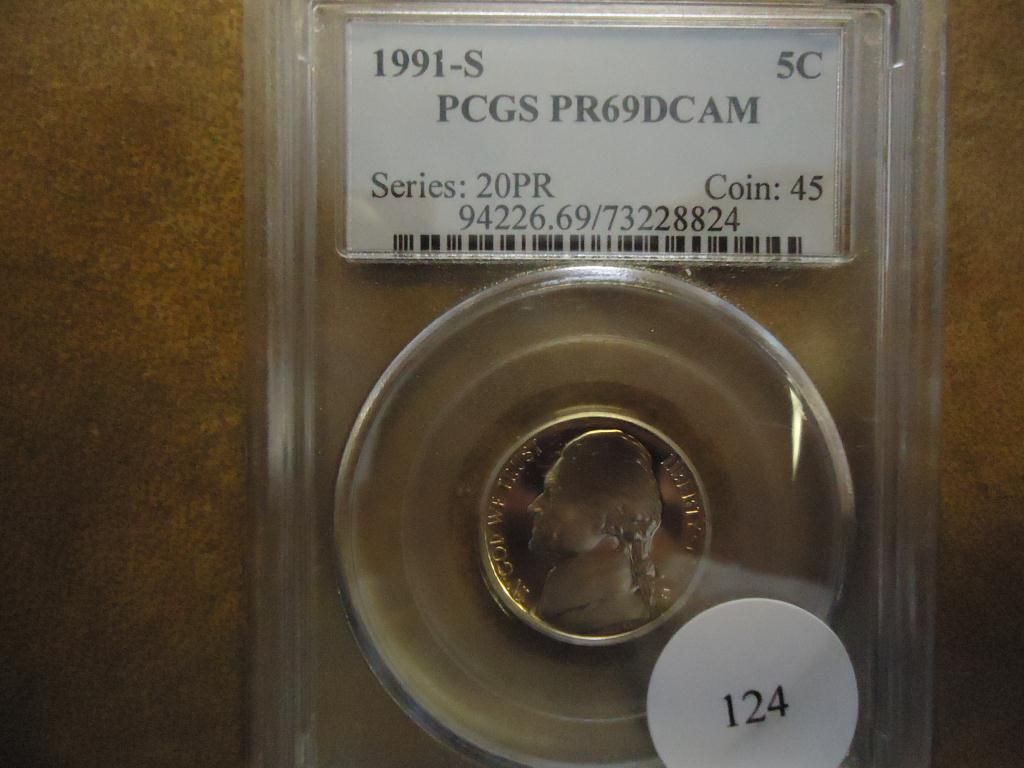 1991-S 5C
PCGS PR69DCAM
Series: 20PR Coin: 45
94226.69/73228824
IN GOD WE TRUST
LIBERTY
S
124